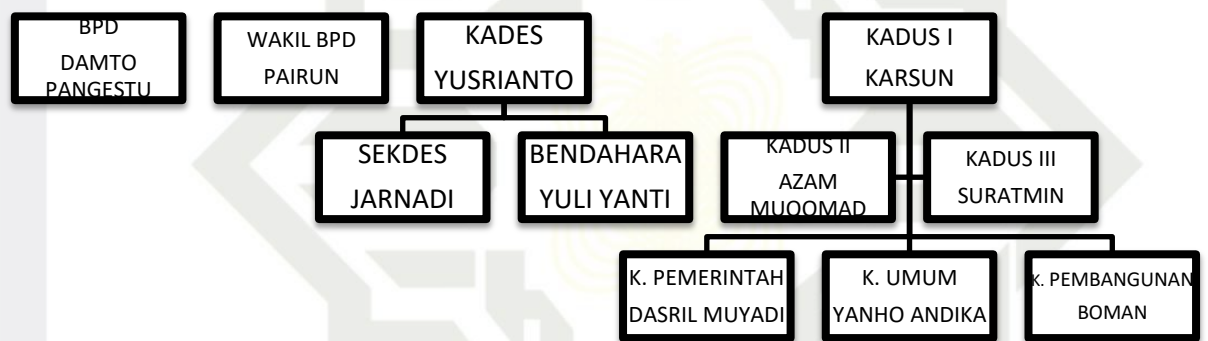 BPD
DAMTO
PANGESTU
WAKIL BPD
PAIRUN
KADES
YUSRIANTO
KADUS I
KARSUN
SEKDES
JARNADI
BENDAHARA
YULI YANTI
KADUS II
AZAM
MUQOMAD
KADUS III
SURATMIN
K. PEMERINTAH
DASRIL MUYADI
K. UMUM
YANHO ANDIKA
K. PEMBANGUNAN
BOMAN